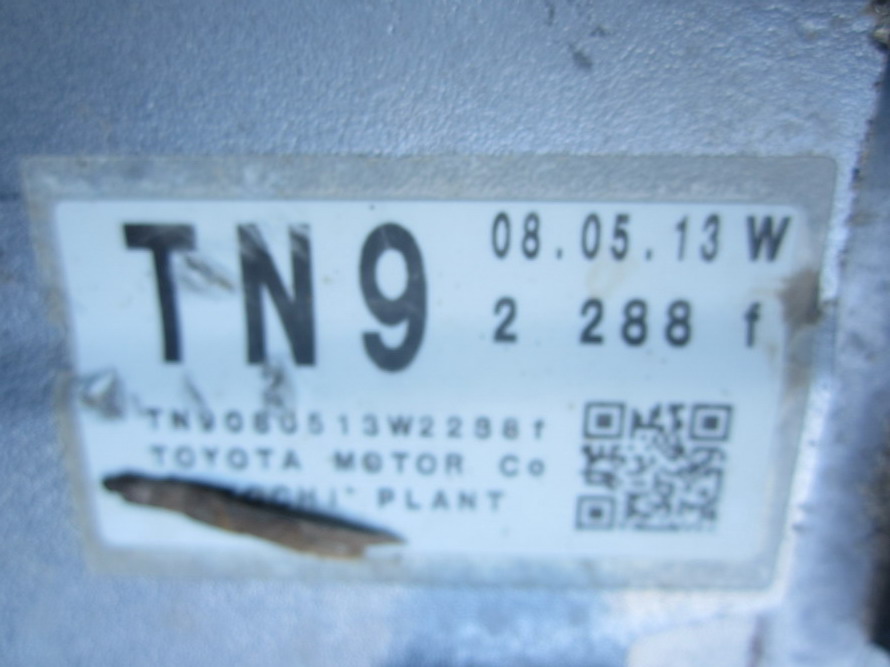 TN9 08.05.13 W
2 288 f
TN9080513W2288f
TOYOTA MOTOR Co
PLANT